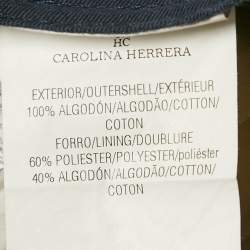 HC
CAROLINA HERRERA
EXTERIOR/OUTERSHELL/EXTÉRIEUR
100% ALGODÓN/ALGODÃO/COTTON/
COTON
FORRO/LINING/DOUBLURE
60% POLIESTER/POLYESTER/poliéster
40% ALGODÓN/ALGODÃO/COTTON/
COTON